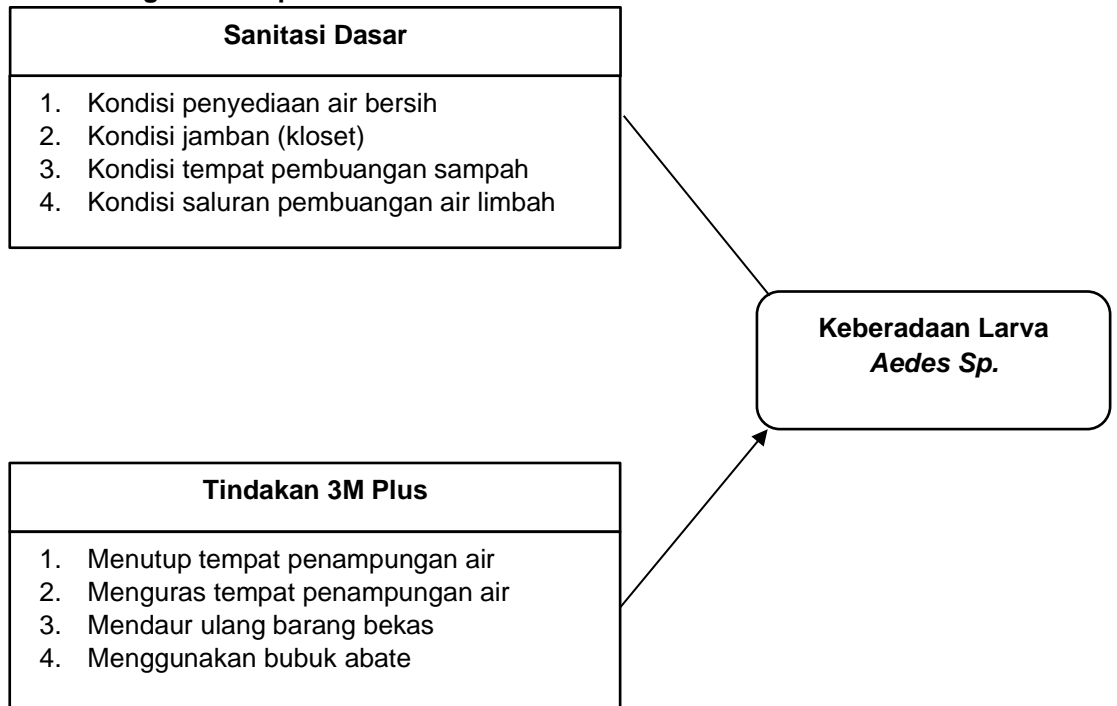 Sanitasi Dasar
1. Kondisi penyediaan air bersih
2. Kondisi jamban (kloset)
3. Kondisi tempat pembuangan sampah
4. Kondisi saluran pembuangan air limbah
Keberadaan Larva
Aedes Sp.
Tindakan 3M Plus
1. Menutup tempat penampungan air
2. Menguras tempat penampungan air
3. Mendaur ulang barang bekas
4. Menggunakan bubuk abate